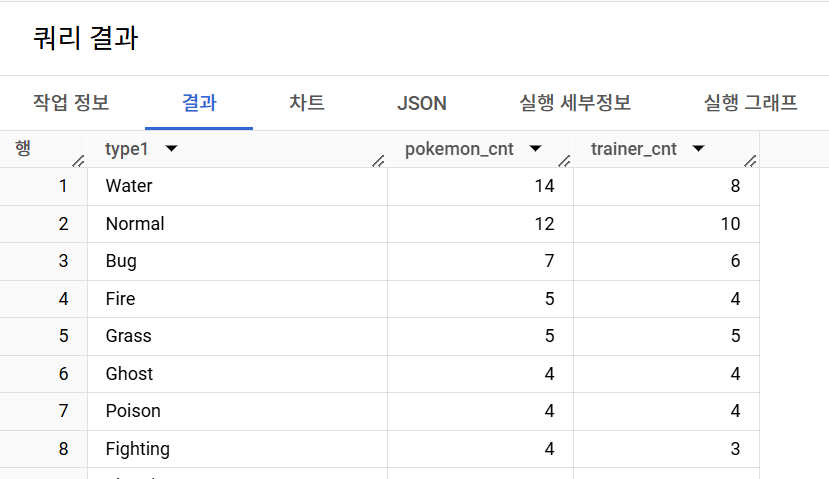 쿼리 결과
작업 정보 결과 차트 JSON 실행 세부정보 실행 그래프
행 type1 pokemon_cnt trainer_cnt
1 Water 14 8
2 Normal 12 10
3 Bug 7 6
4 Fire 5 4
5 Grass 5 5
6 Ghost 4 4
7 Poison 4 4
8 Fighting 4 3